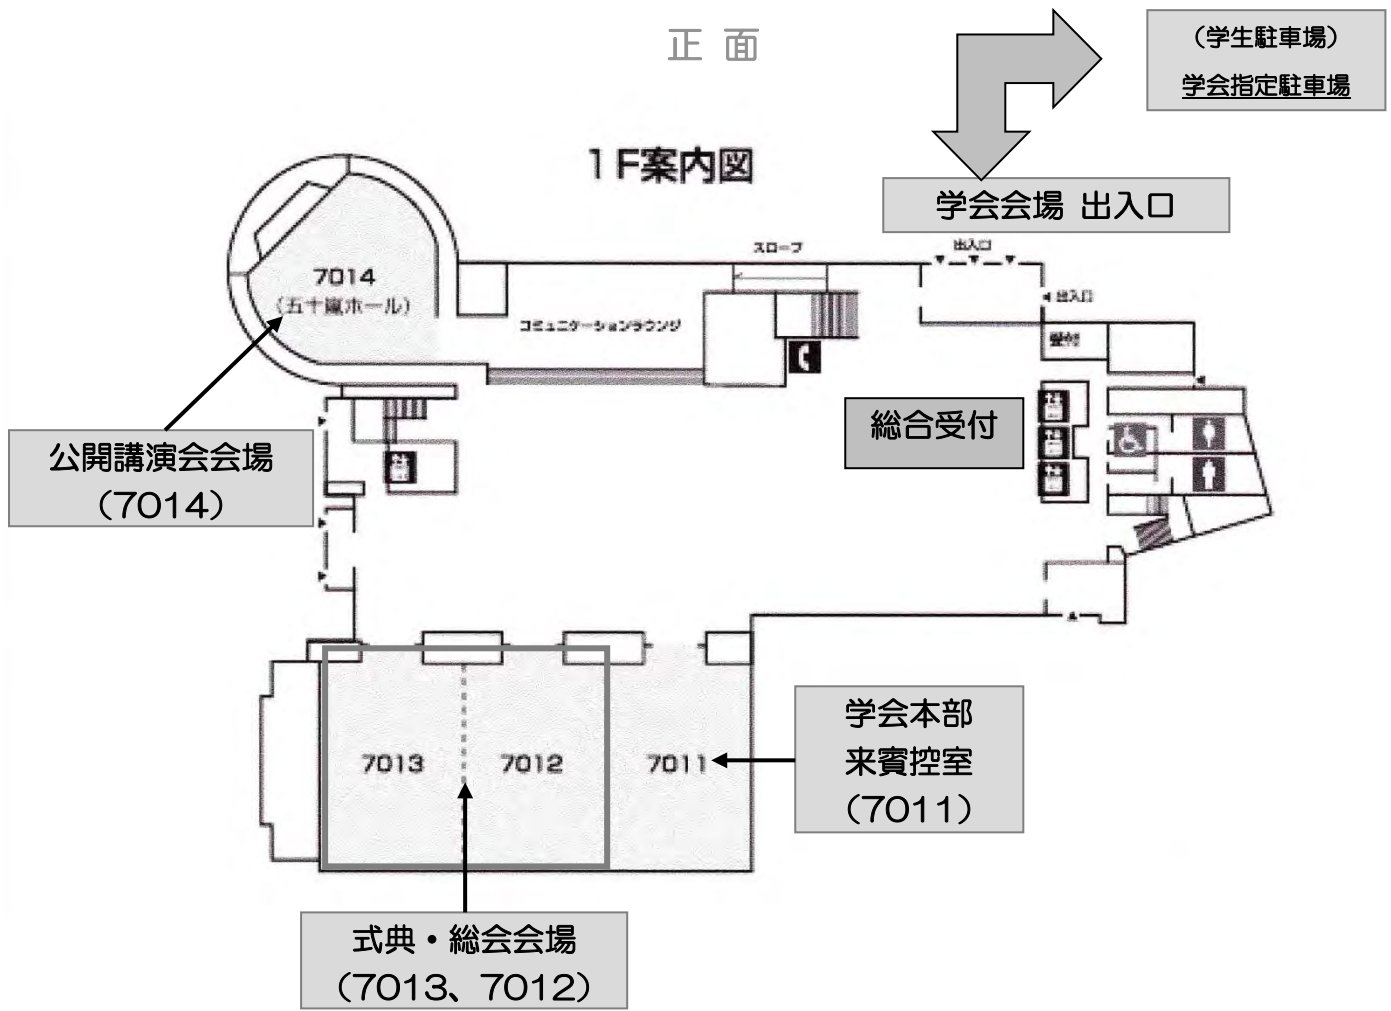 正 面
（学生駐車場）
学会指定駐車場
1F案内図
学会会場 出入口
スロープ
出入口
出入口
7014
（五十嵐ホール）
コミュニケーションラウンジ
受付
総合受付
公開講演会会場
（7014）
7013
7012
7011
学会本部
来賓控室
（7011）
式典・総会会場
（7013、7012）